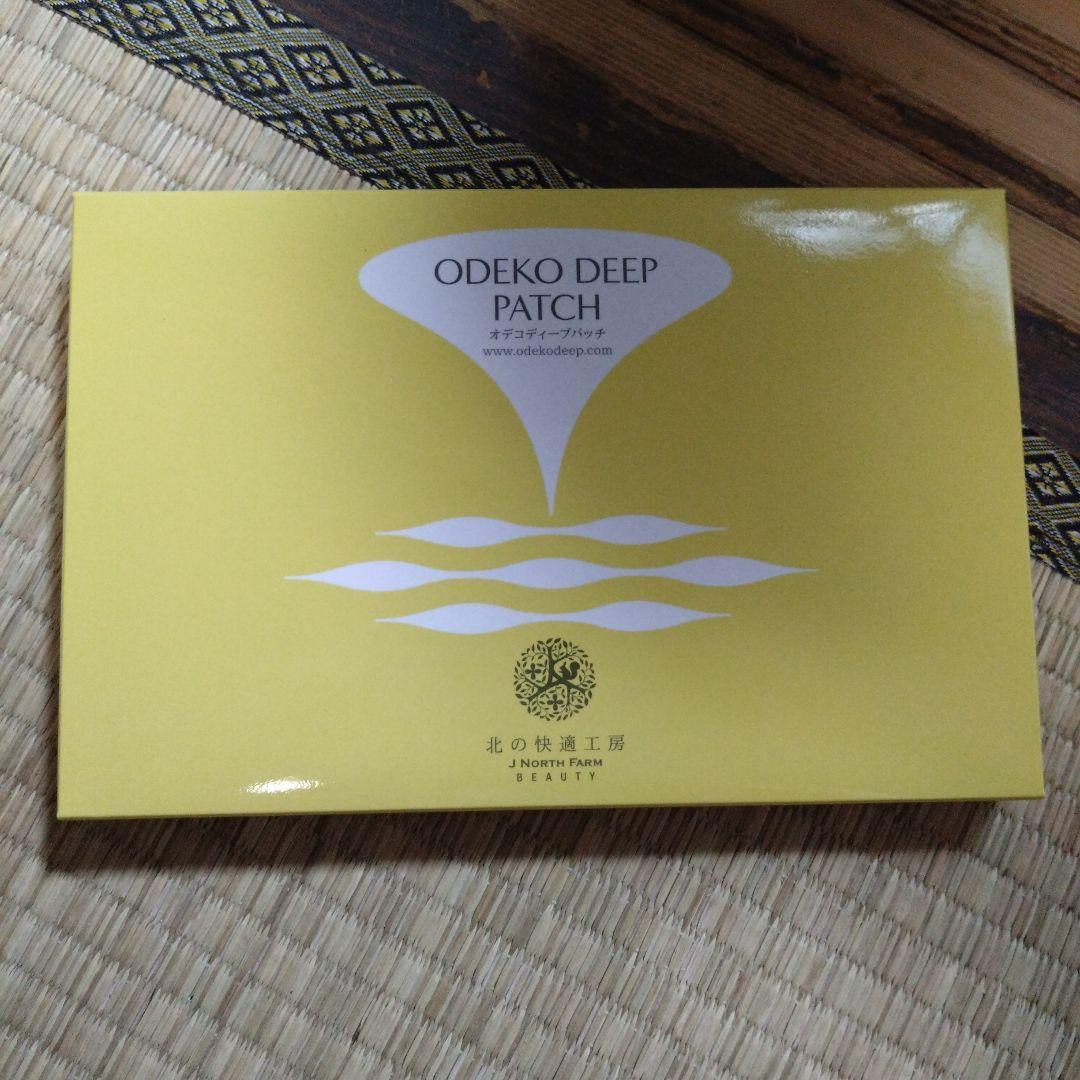 ODEKO DEEP
PATCH
オデコディープパッチ
www.odekodeep.com
北の快適工房
J NORTH FARM
BEAUTY